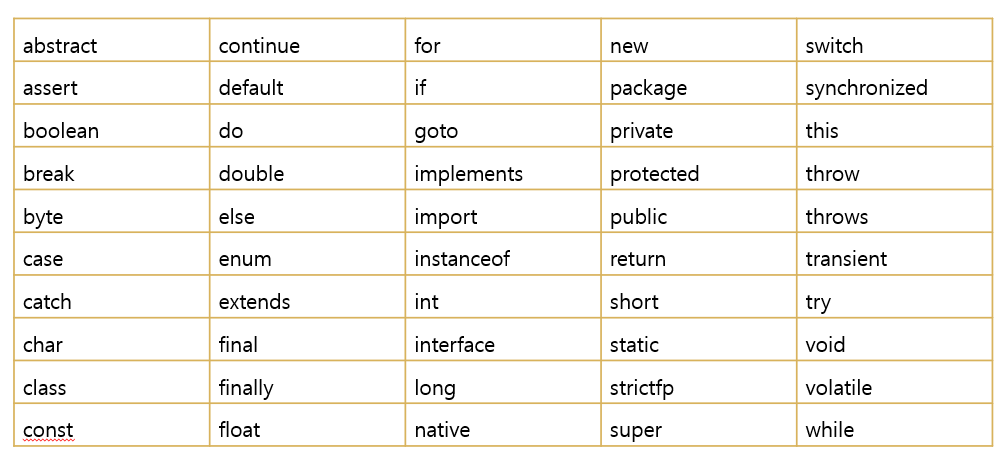 abstract continue for new switch
assert default if package synchronized
boolean do goto private this
break double implements protected throw
byte else import public throws
case enum instanceof return transient
catch extends int short try
char final interface static void
class finally long strictfp volatile
const float native super while